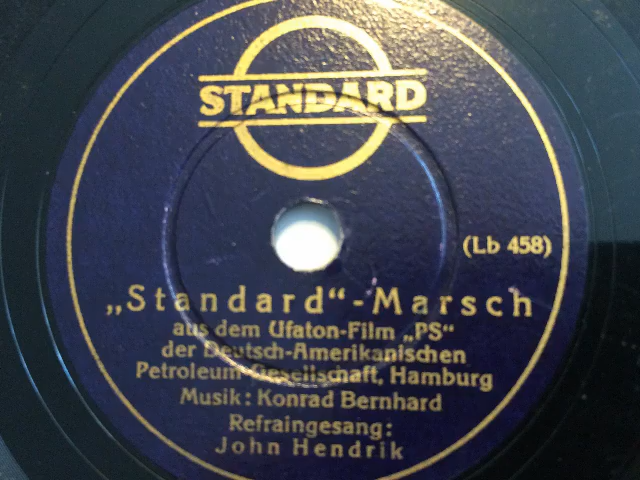 STANDARD
(Lb 458)
„Standard“-Marsch
aus dem Ufaton-Film „PS“
der Deutsch-Amerikanischen
Petroleum-Gesellschaft, Hamburg
Musik: Konrad Bernhard
Refraingesang:
John Hendrik